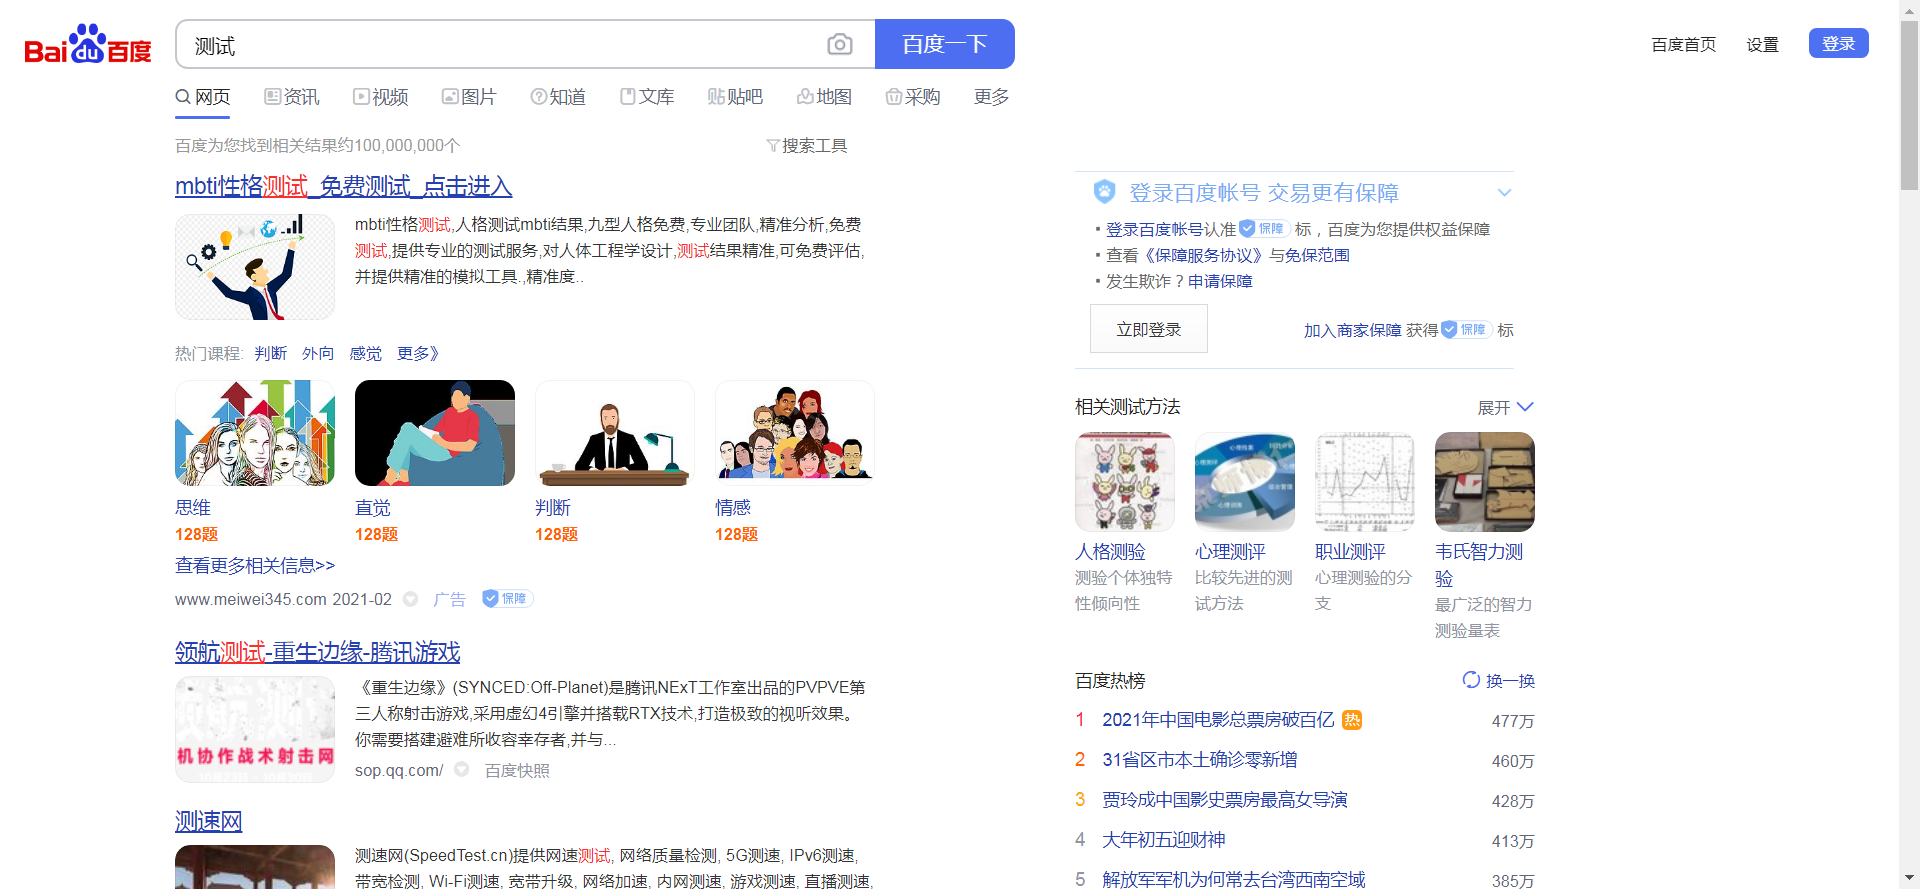 Bai du 百度
测试
百度一下
百度首页 设置 登录
网页 资讯 视频 图片 知道 文库 贴吧 地图 采购 更多
百度为您找到相关结果约100,000,000个
搜索工具
mbti性格测试_免费测试_点击进入
mbti性格测试,人格测试mbti结果,九型人格免费,专业团队,精准分析,免费
测试,提供专业的测试服务,对人体工程学设计,测试结果精准,可免费评估,
并提供精准的模拟工具.,精准度..
热门课程: 判断 外向 感觉 更多》
思维
128题
直觉
128题
判断
128题
情感
128题
查看更多相关信息>>
www.meiwei345.com 2021-02 广告 保障
领航测试-重生边缘-腾讯游戏
机协作战术射击网
《重生边缘》(SYNCED:Off-Planet)是腾讯NExT工作室出品的PVPVE第
三人称射击游戏,采用虚幻4引擎并搭载RTX技术,打造极致的视听效果。
你需要搭建避难所收容幸存者,并与...
sop.qq.com/ 百度快照
测速网
测速网(SpeedTest.cn)提供网速测试, 网络质量检测, 5G测速, IPv6测速,
带宽检测, Wi-Fi测速, 宽带升级, 网络加速, 内网测速, 游戏测速, 直播测速,
登录百度帐号 交易更有保障
· 登录百度帐号认准 保障 标，百度为您提供权益保障
· 查看《保障服务协议》与免保范围
· 发生欺诈？申请保障
立即登录
加入商家保障 获得 保障 标
相关测试方法 展开
人格测验
测验个体独特
性倾向性
心理测评
比较先进的测
试方法
职业测评
心理测验的分
支
韦氏智力测
验
最广泛的智力
测验量表
百度热榜 换一换
1 2021年中国电影总票房破百亿 热 477万
2 31省区市本土确诊零新增 460万
3 贾玲成中国影史票房最高女导演 428万
4 大年初五迎财神 413万
5 解放军军机为何常去台湾西南空域 385万